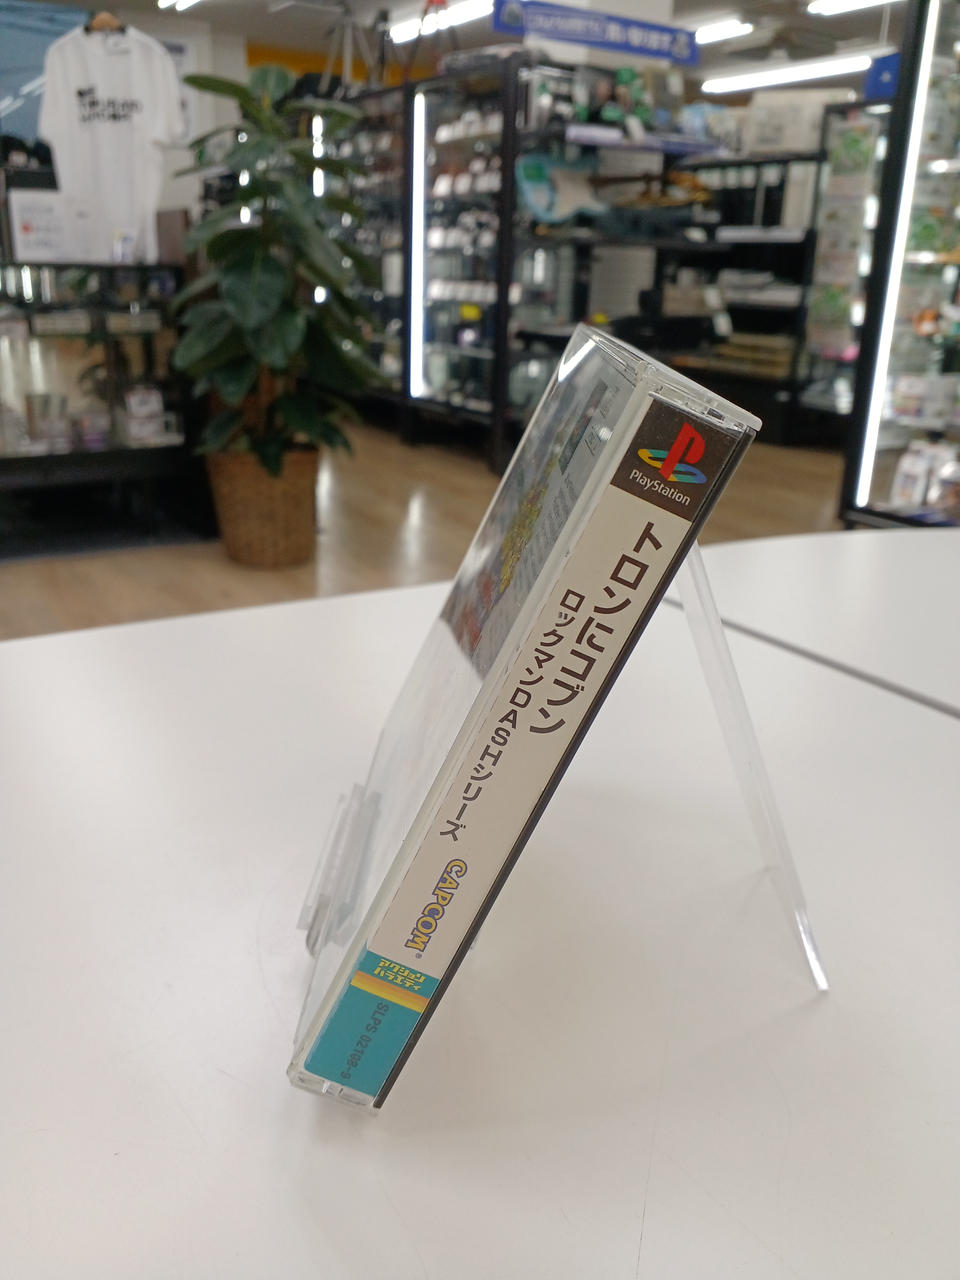 PlayStation
トロンにコブン
ロックマンDASHシリーズ
CAPCOM®
アクション
バラエティ
SLPS 02108-9